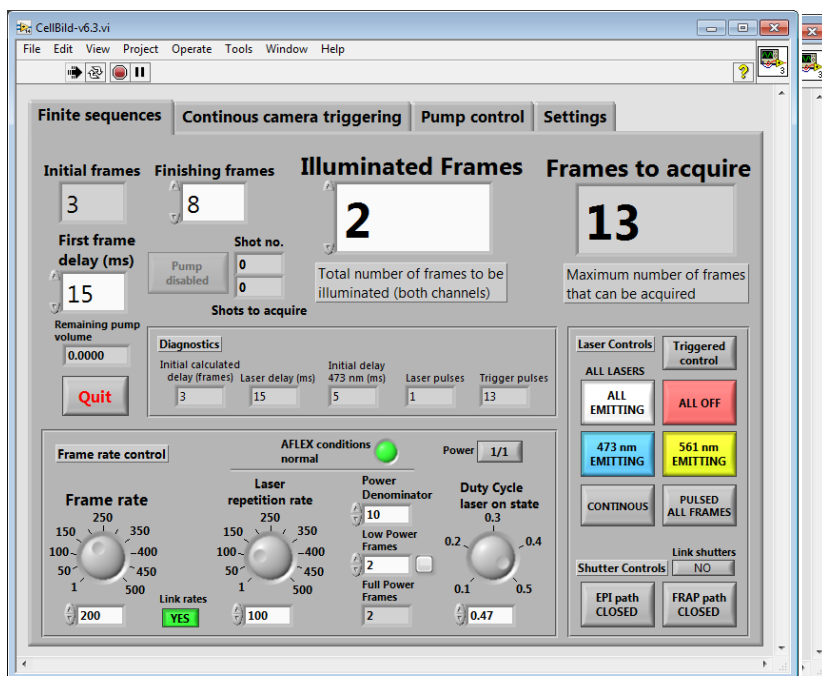 CellBild-v6.3.vi
File Edit View Project Operate Tools Window Help
?
3
3
Finite sequences
Continous camera triggering
Pump control
Settings
Initial frames
3
Finishing frames
8
Illuminated Frames
2
Total number of frames to be
illuminated (both channels)
Frames to acquire
13
Maximum number of frames
that can be acquired
First frame
delay (ms)
15
Pump
disabled
Shot no.
0
0
Shots to acquire
Remaining pump
volume
0.0000
Quit
Diagnostics
Initial calculated
delay (frames)
3
Laser delay (ms)
15
Initial delay
473 nm (ms)
5
Laser pulses
1
Trigger pulses
13
Laser Controls
Triggered
control
ALL LASERS
ALL
EMITTING
ALL OFF
473 nm
EMITTING
561 nm
EMITTING
CONTINOUS
PULSED
ALL FRAMES
Link shutters
Shutter Controls
NO
EPI path
CLOSED
FRAP path
CLOSED
Frame rate control
AFLEX conditions
normal
Power
1/1
Frame rate
250
150
350
100
400
50
450
1
500
200
Link rates
YES
Laser
repetition rate
250
150
350
100
400
50
450
1
500
100
Power
Denominator
10
Low Power
Frames
2
Full Power
Frames
2
Duty Cycle
laser on state
0.3
0.2
0.4
0.1
0.5
0.47